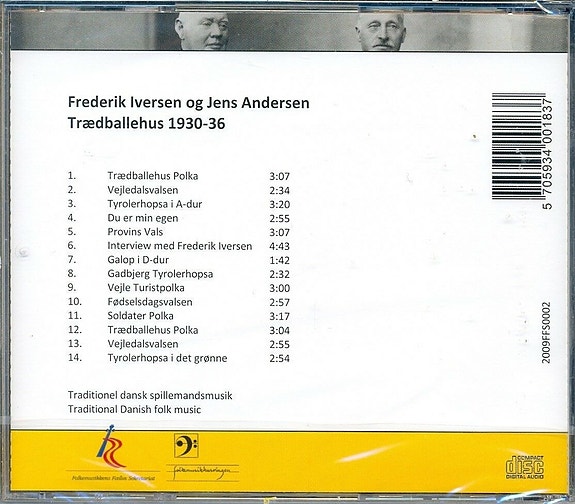 Frederik Iversen og Jens Andersen
Trædballehus 1930-36
1. Trædballehus Polka 3:07
2. Vejledalsvalsen 2:34
3. Tyrolerhopsa i A-dur 3:20
4. Du er min egen 2:55
5. Provins Vals 3:07
6. Interview med Frederik Iversen 4:43
7. Galop i D-dur 1:42
8. Gadbjerg Tyrolerhopsa 2:32
9. Vejle Turistpolka 3:00
10. Fødselsdagsvalsen 2:57
11. Soldater Polka 3:17
12. Trædballehus Polka 3:04
13. Vejledalsvalsen 2:55
14. Tyrolerhopsa i det grønne 2:54
Traditionel dansk spillemandsmusik
Traditional Danish folk music
5 705934 001837
2009FFS0002
Folkemusikkens Fælles Sekretariat
COMPACT
disc
DIGITAL AUDIO